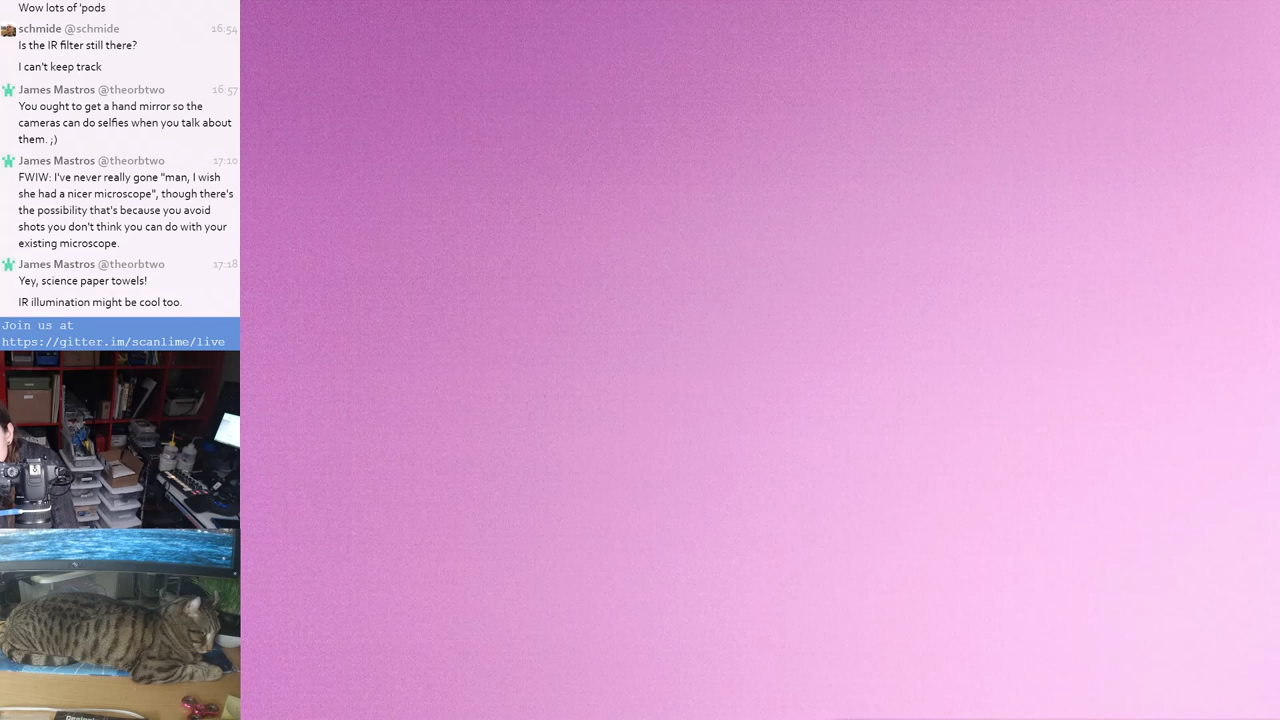 Wow lots of 'pods
schmide @schmide 16:54
Is the IR filter still there?
I can't keep track
James Mastros @theorbtwo 16:57
You ought to get a hand mirror so the
cameras can do selfies when you talk about
them. ;)
James Mastros @theorbtwo 17:10
FWIW: I've never really gone "man, I wish
she had a nicer microscope", though there's
the possibility that's because you avoid
shots you don't think you can do with your
existing microscope.
James Mastros @theorbtwo 17:18
Yey, science paper towels!
IR illumination might be cool too.
Join us at
https://gitter.im/scanlime/live